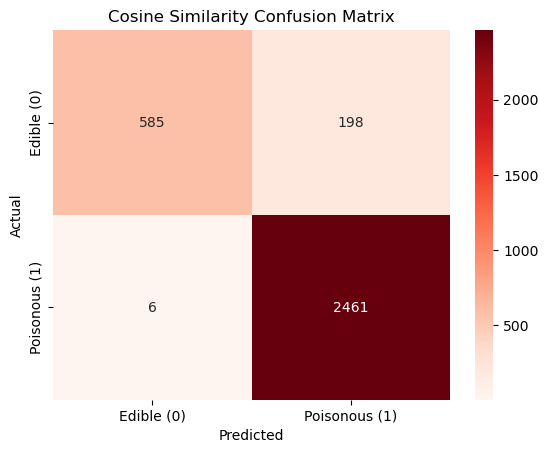 Cosine Similarity Confusion Matrix
Edible (0)
585
198
Poisonous (1)
6
2461
Actual
Edible (0)
Poisonous (1)
Predicted
2000
1500
1000
500